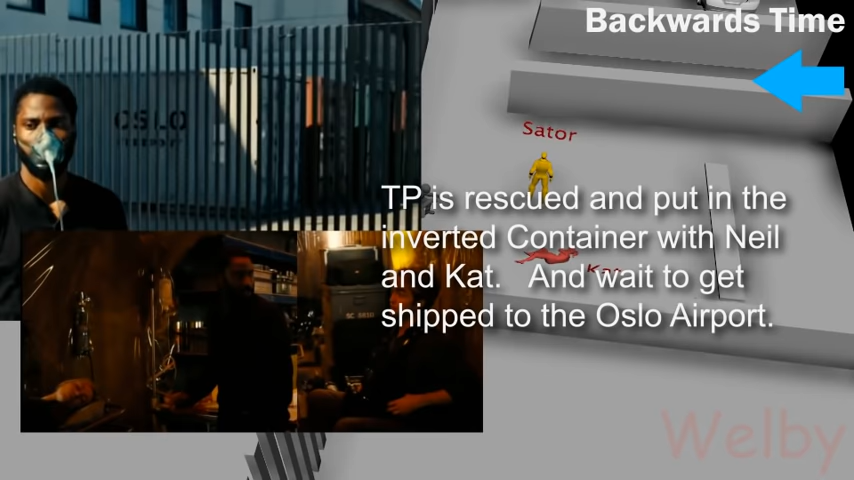 Backwards Time
OSLO
Sator
TP is rescued and put in the
inverted Container with Neil
and Kat. And wait to get
shipped to the Oslo Airport.
Kat
Welby